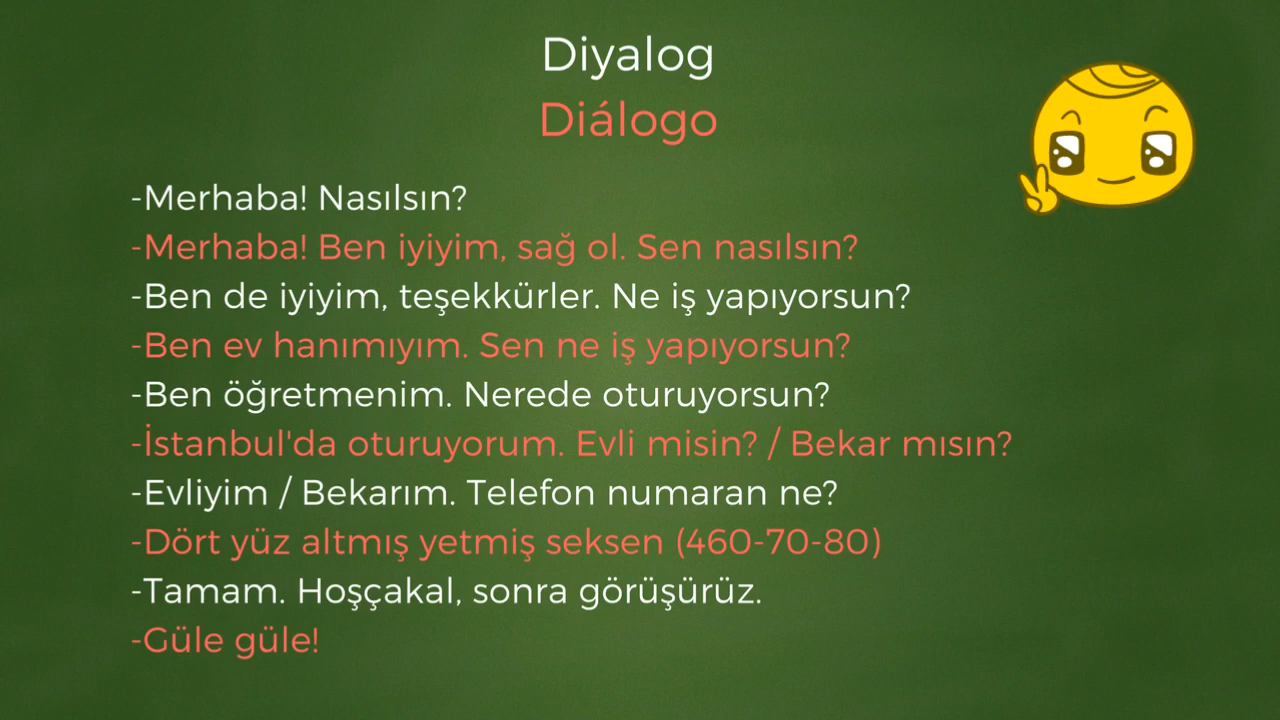 Diyalog
Diálogo
-Merhaba! Nasılsın?
-Merhaba! Ben iyiyim, sağ ol. Sen nasılsın?
-Ben de iyiyim, teşekkürler. Ne iş yapıyorsun?
-Ben ev hanımıyım. Sen ne iş yapıyorsun?
-Ben öğretmenim. Nerede oturuyorsun?
-İstanbul'da oturuyorum. Evli misin? / Bekar mısın?
-Evliyim / Bekarım. Telefon numaran ne?
-Dört yüz altmış yetmiş seksen (460-70-80)
-Tamam. Hoşçakal, sonra görüşürüz.
-Güle güle!